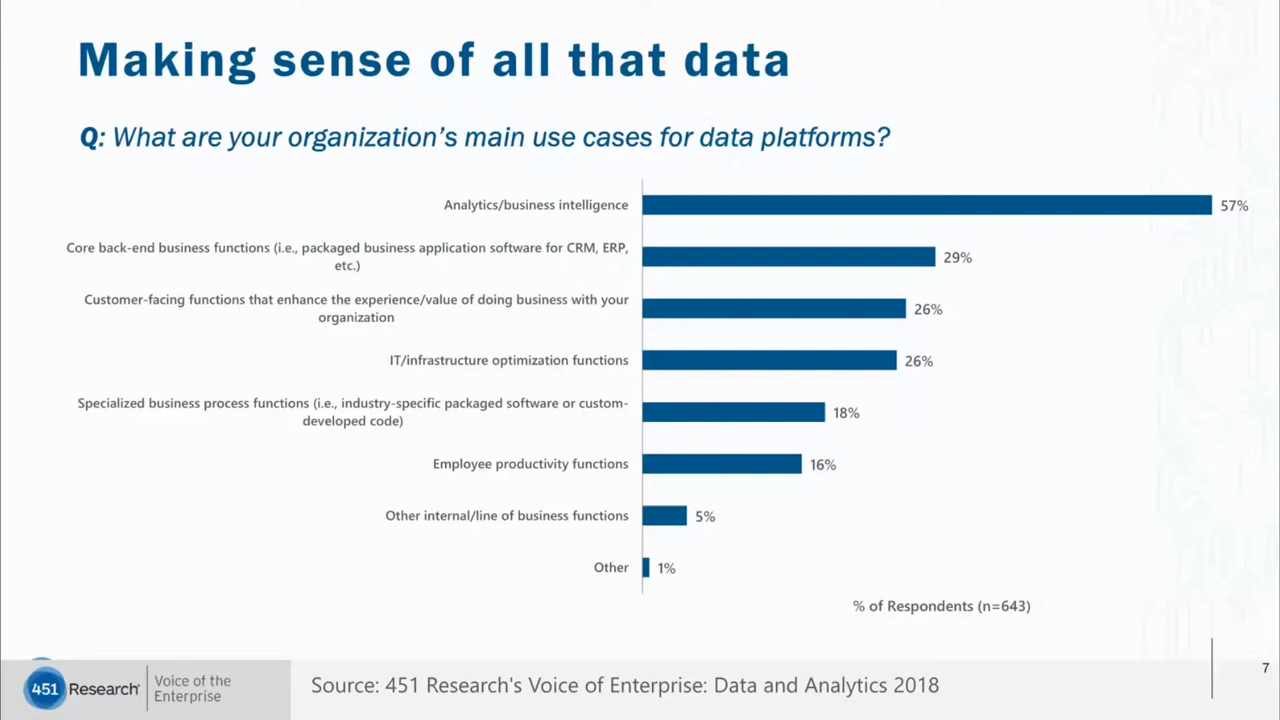 Making sense of all that data
Q: What are your organization's main use cases for data platforms?
Analytics/business intelligence
57%
Core back-end business functions (i.e., packaged business application software for CRM, ERP,
etc.)
29%
Customer-facing functions that enhance the experience/value of doing business with your
organization
26%
IT/infrastructure optimization functions
26%
Specialized business process functions (i.e., industry-specific packaged software or custom-
developed code)
18%
Employee productivity functions
16%
Other internal/line of business functions
5%
Other
1%
% of Respondents (n=643)
7
451 Research
Voice of the
Enterprise
Source: 451 Research's Voice of Enterprise: Data and Analytics 2018